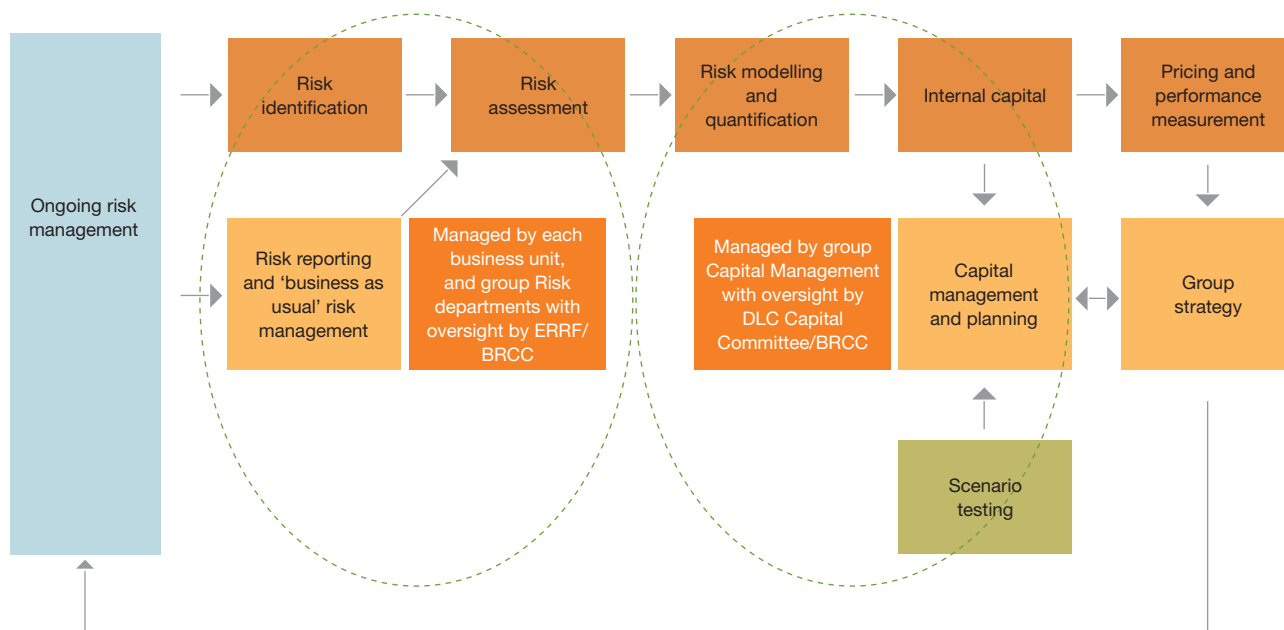 Ongoing risk
management
Risk
identification
Risk
assessment
Risk modelling
and
quantification
Internal capital
Pricing and
performance
measurement
Risk reporting
and ‘business as
usual’ risk
management
Managed by each
business unit,
and group Risk
departments with
oversight by ERRF/
BRCC
Managed by group
Capital Management
with oversight by
DLC Capital
Committee/BRCC
Capital
management
and planning
Group
strategy
Scenario
testing